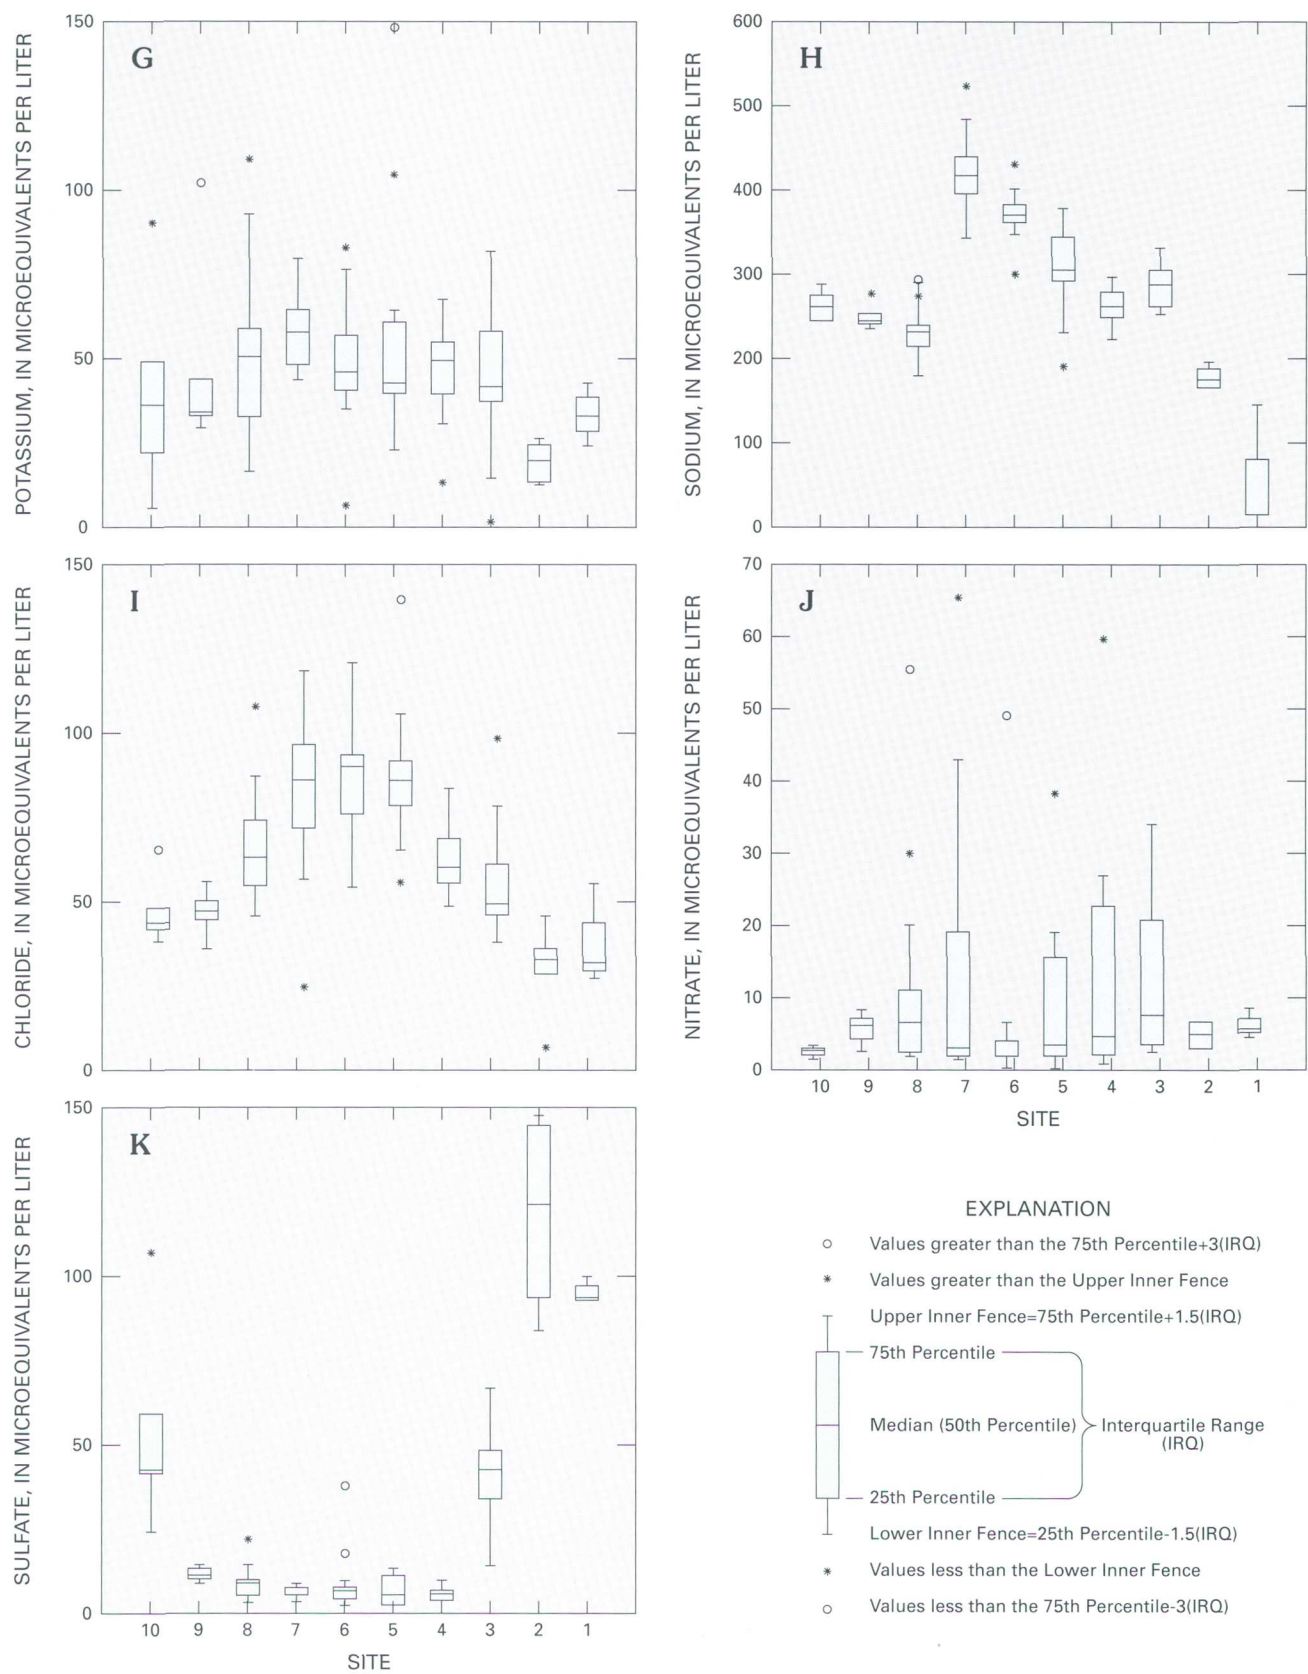 G
POTASSIUM, IN MICROEQUIVALENTS PER LITER
150
100
50
0
H
SODIUM, IN MICROEQUIVALENTS PER LITER
600
500
400
300
200
100
0
I
CHLORIDE, IN MICROEQUIVALENTS PER LITER
150
100
50
0
J
NITRATE, IN MICROEQUIVALENTS PER LITER
70
60
50
40
30
20
10
0
10 9 8 7 6 5 4 3 2 1
SITE
K
SULFATE, IN MICROEQUIVALENTS PER LITER
150
100
50
0
10 9 8 7 6 5 4 3 2 1
SITE
EXPLANATION
Values greater than the 75th Percentile+3(IRQ)
Values greater than the Upper Inner Fence
Upper Inner Fence=75th Percentile+1.5(IRQ)
75th Percentile
Median (50th Percentile)
Interquartile Range
(IRQ)
25th Percentile
Lower Inner Fence=25th Percentile-1.5(IRQ)
Values less than the Lower Inner Fence
Values less than the 75th Percentile-3(IRQ)